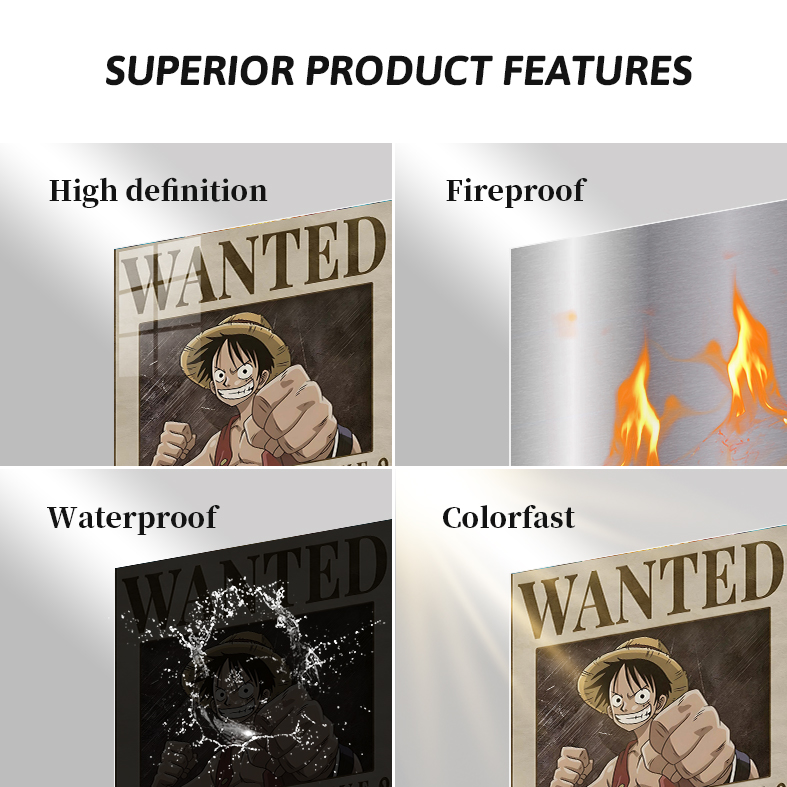 SUPERIOR PRODUCT FEATURES
High definition
Fireproof
WANTED
Waterproof
Colorfast
WANTED
WANTED